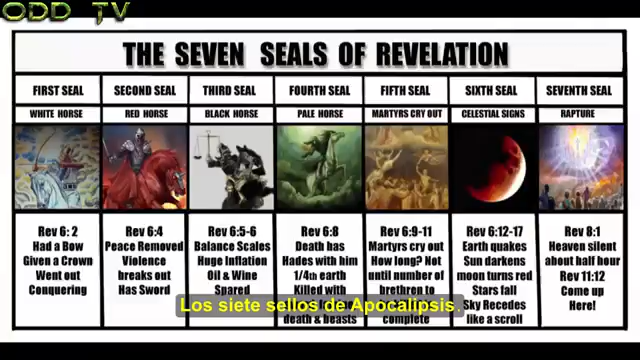 ODD TV
THE SEVEN SEALS OF REVELATION
FIRST SEAL
SECOND SEAL
THIRD SEAL
FOURTH SEAL
FIFTH SEAL
SIXTH SEAL
SEVENTH SEAL
WHITE HORSE
RED HORSE
BLACK HORSE
PALE HORSE
MARTYRS CRY OUT
CELESTIAL SIGNS
RAPTURE
Rev 6: 2
Had a Bow
Given a Crown
Went out
Conquering
Rev 6:4
Peace Removed
Violence
breaks out
Has Sword
Rev 6:5-6
Balance Scales
Huge Inflation
Oil & Wine
Spared
Rev 6:8
Death has
Hades with him
1/4th earth
Killed with
death & beasts
Rev 6:9-11
Martyrs cry out
How long? Not
until number of
brethren to
complete
Rev 6:12-17
Earth quakes
Sun darkens
moon turns red
Stars fall
Sky Recedes
like a scroll
Rev 8:1
Heaven silent
about half hour
Rev 11:12
Come up
Here!
Los siete sellos de Apocalipsis.